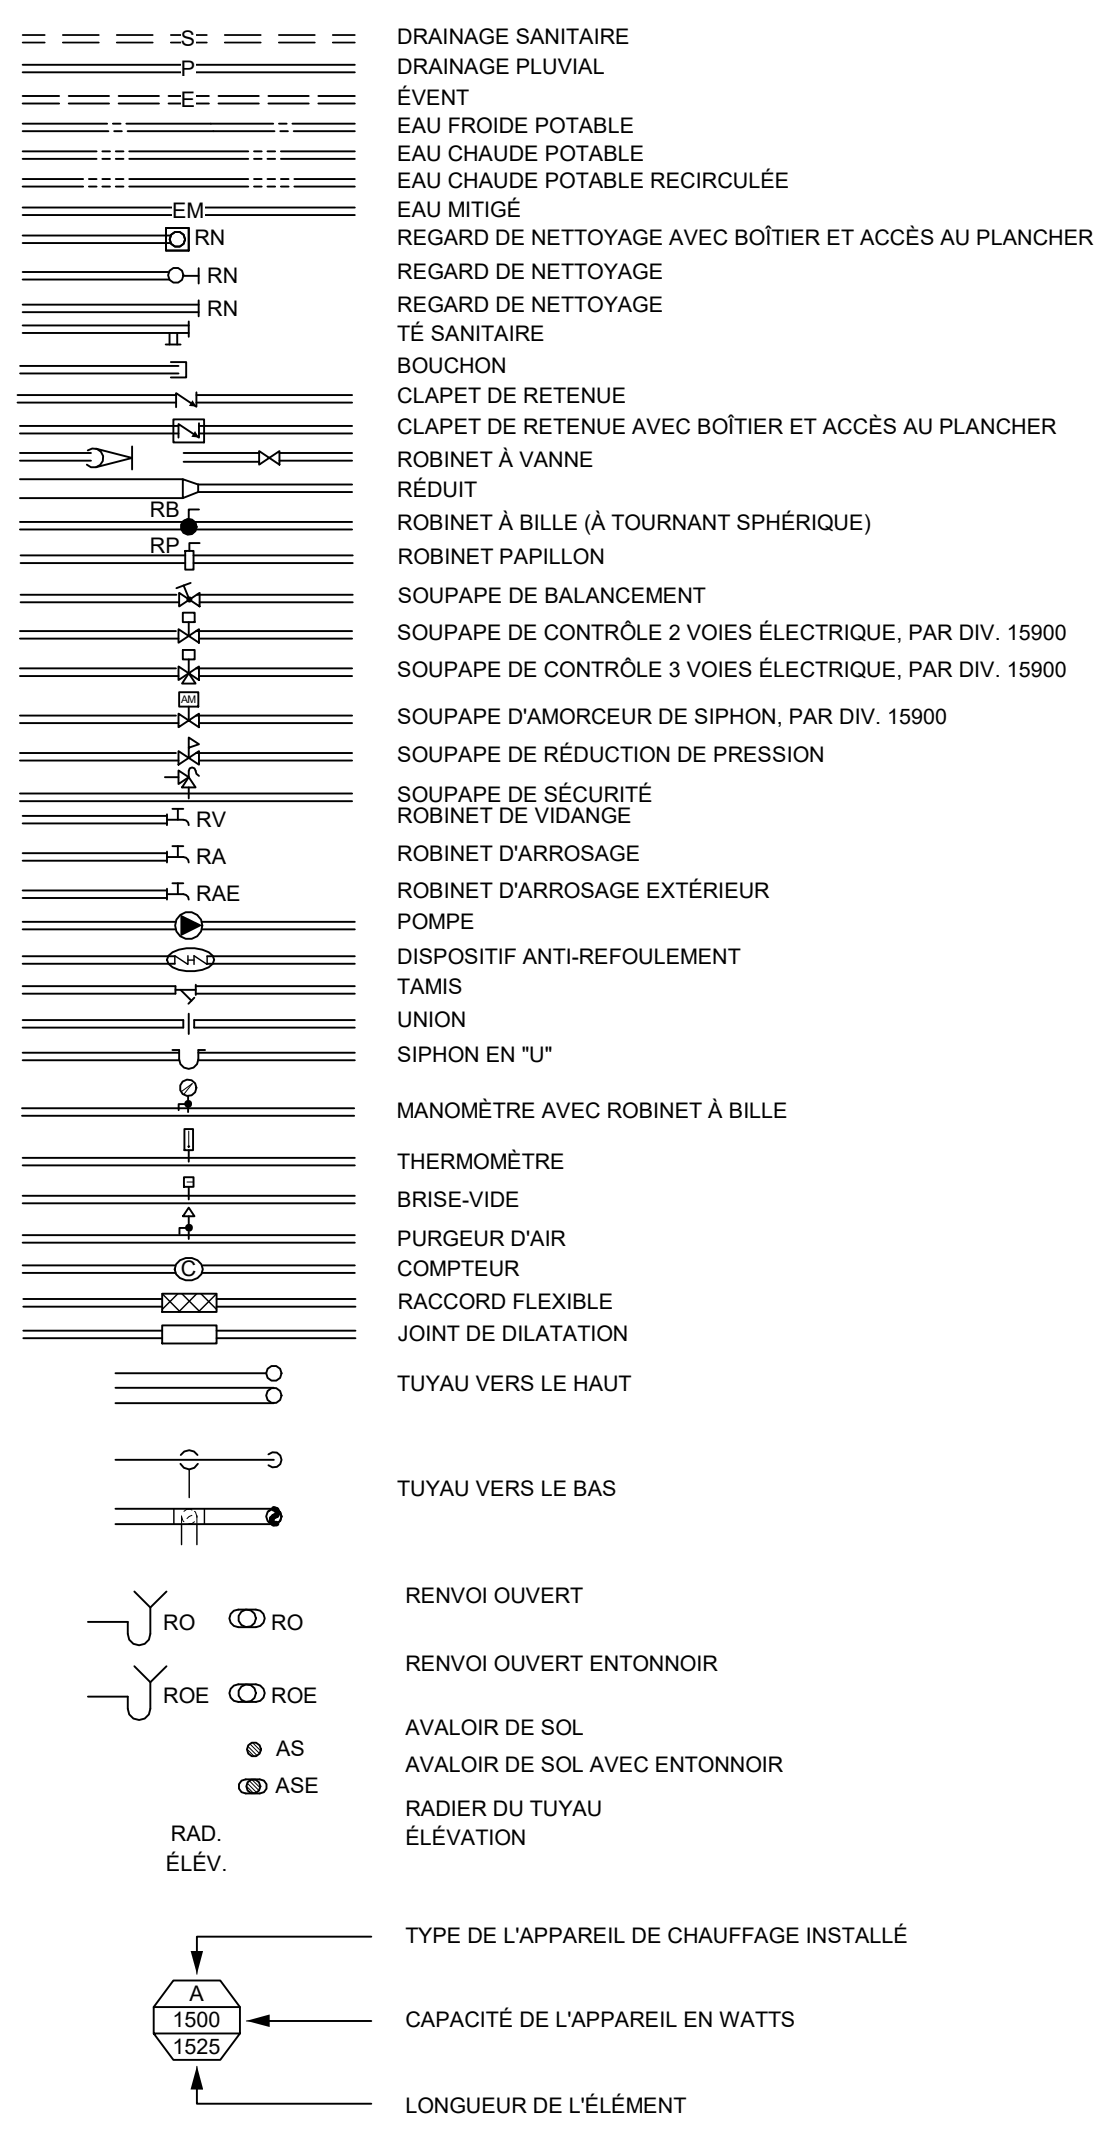 S DRAINAGE SANITAIRE
P DRAINAGE PLUVIAL
E ÉVENT
EAU FROIDE POTABLE
EAU CHAUDE POTABLE
EAU CHAUDE POTABLE RECIRCULÉE
EM EAU MITIGÉ
RN REGARD DE NETTOYAGE AVEC BOÎTIER ET ACCÈS AU PLANCHER
RN REGARD DE NETTOYAGE
RN REGARD DE NETTOYAGE
TÉ SANITAIRE
BOUCHON
CLAPET DE RETENUE
CLAPET DE RETENUE AVEC BOÎTIER ET ACCÈS AU PLANCHER
ROBINET À VANNE
RÉDUIT
RB ROBINET À BILLE (À TOURNANT SPHÉRIQUE)
RP ROBINET PAPILLON
SOUPAPE DE BALANCEMENT
SOUPAPE DE CONTRÔLE 2 VOIES ÉLECTRIQUE, PAR DIV. 15900
SOUPAPE DE CONTRÔLE 3 VOIES ÉLECTRIQUE, PAR DIV. 15900
AM SOUPAPE D'AMORCEUR DE SIPHON, PAR DIV. 15900
SOUPAPE DE RÉDUCTION DE PRESSION
SOUPAPE DE SÉCURITÉ
RV ROBINET DE VIDANGE
RA ROBINET D'ARROSAGE
RAE ROBINET D'ARROSAGE EXTÉRIEUR
POMPE
H DISPOSITIF ANTI-REFOULEMENT
TAMIS
UNION
SIPHON EN "U"
MANOMÈTRE AVEC ROBINET À BILLE
THERMOMÈTRE
BRISE-VIDE
PURGEUR D'AIR
C COMPTEUR
RACCORD FLEXIBLE
JOINT DE DILATATION
TUYAU VERS LE HAUT
TUYAU VERS LE BAS
RO RO RENVOI OUVERT
ROE ROE RENVOI OUVERT ENTONNOIR
AS AVALOIR DE SOL
ASE AVALOIR DE SOL AVEC ENTONNOIR
RAD. RADIER DU TUYAU
ÉLÉV. ÉLÉVATION
TYPE DE L'APPAREIL DE CHAUFFAGE INSTALLÉ
A
1500 CAPACITÉ DE L'APPAREIL EN WATTS
1525
LONGUEUR DE L'ÉLÉMENT